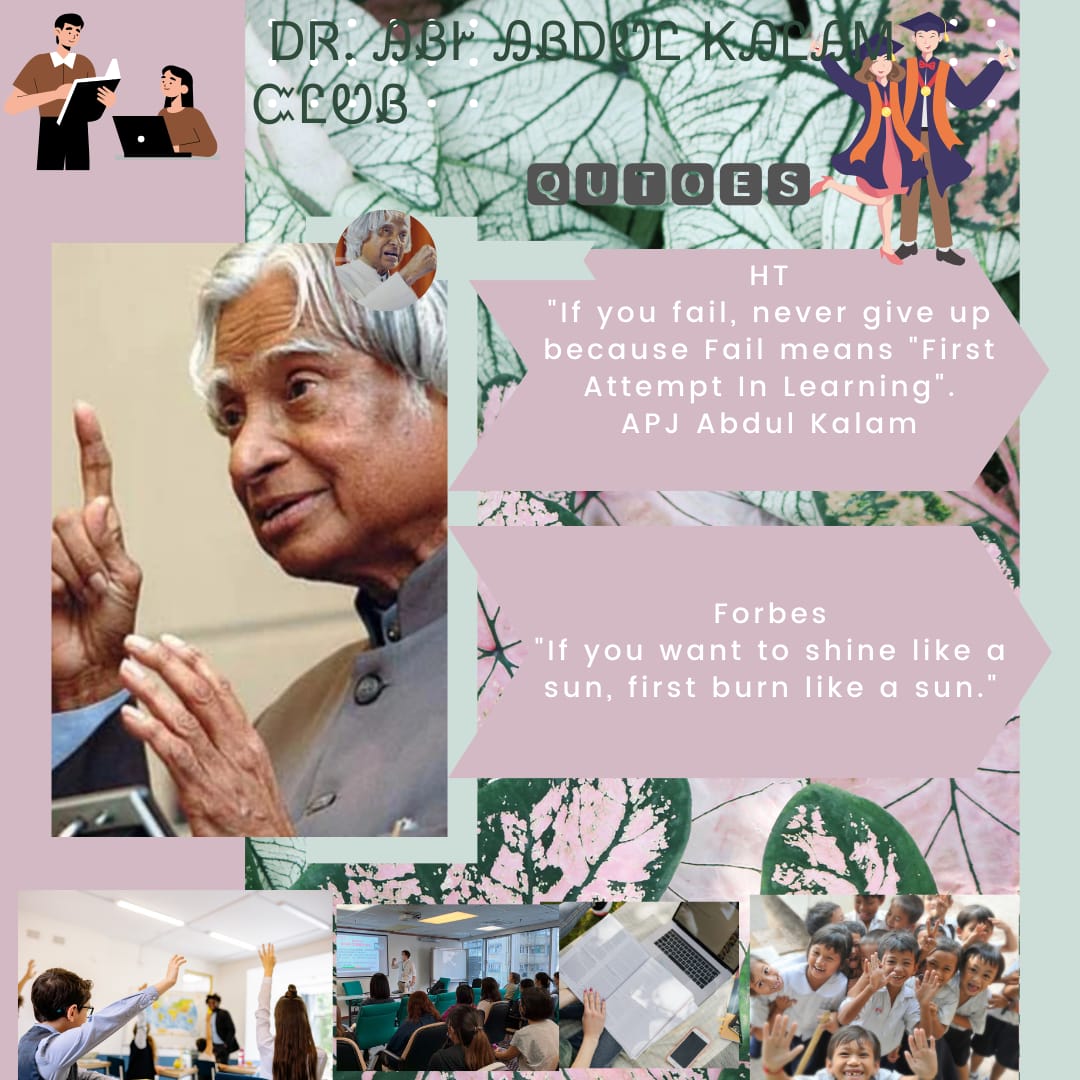 DR. ABJ ABDUL KALAM
CLUB
QUTOES
HT
"If you fail, never give up
because Fail means "First
Attempt In Learning".
APJ Abdul Kalam
Forbes
"If you want to shine like a
sun, first burn like a sun."